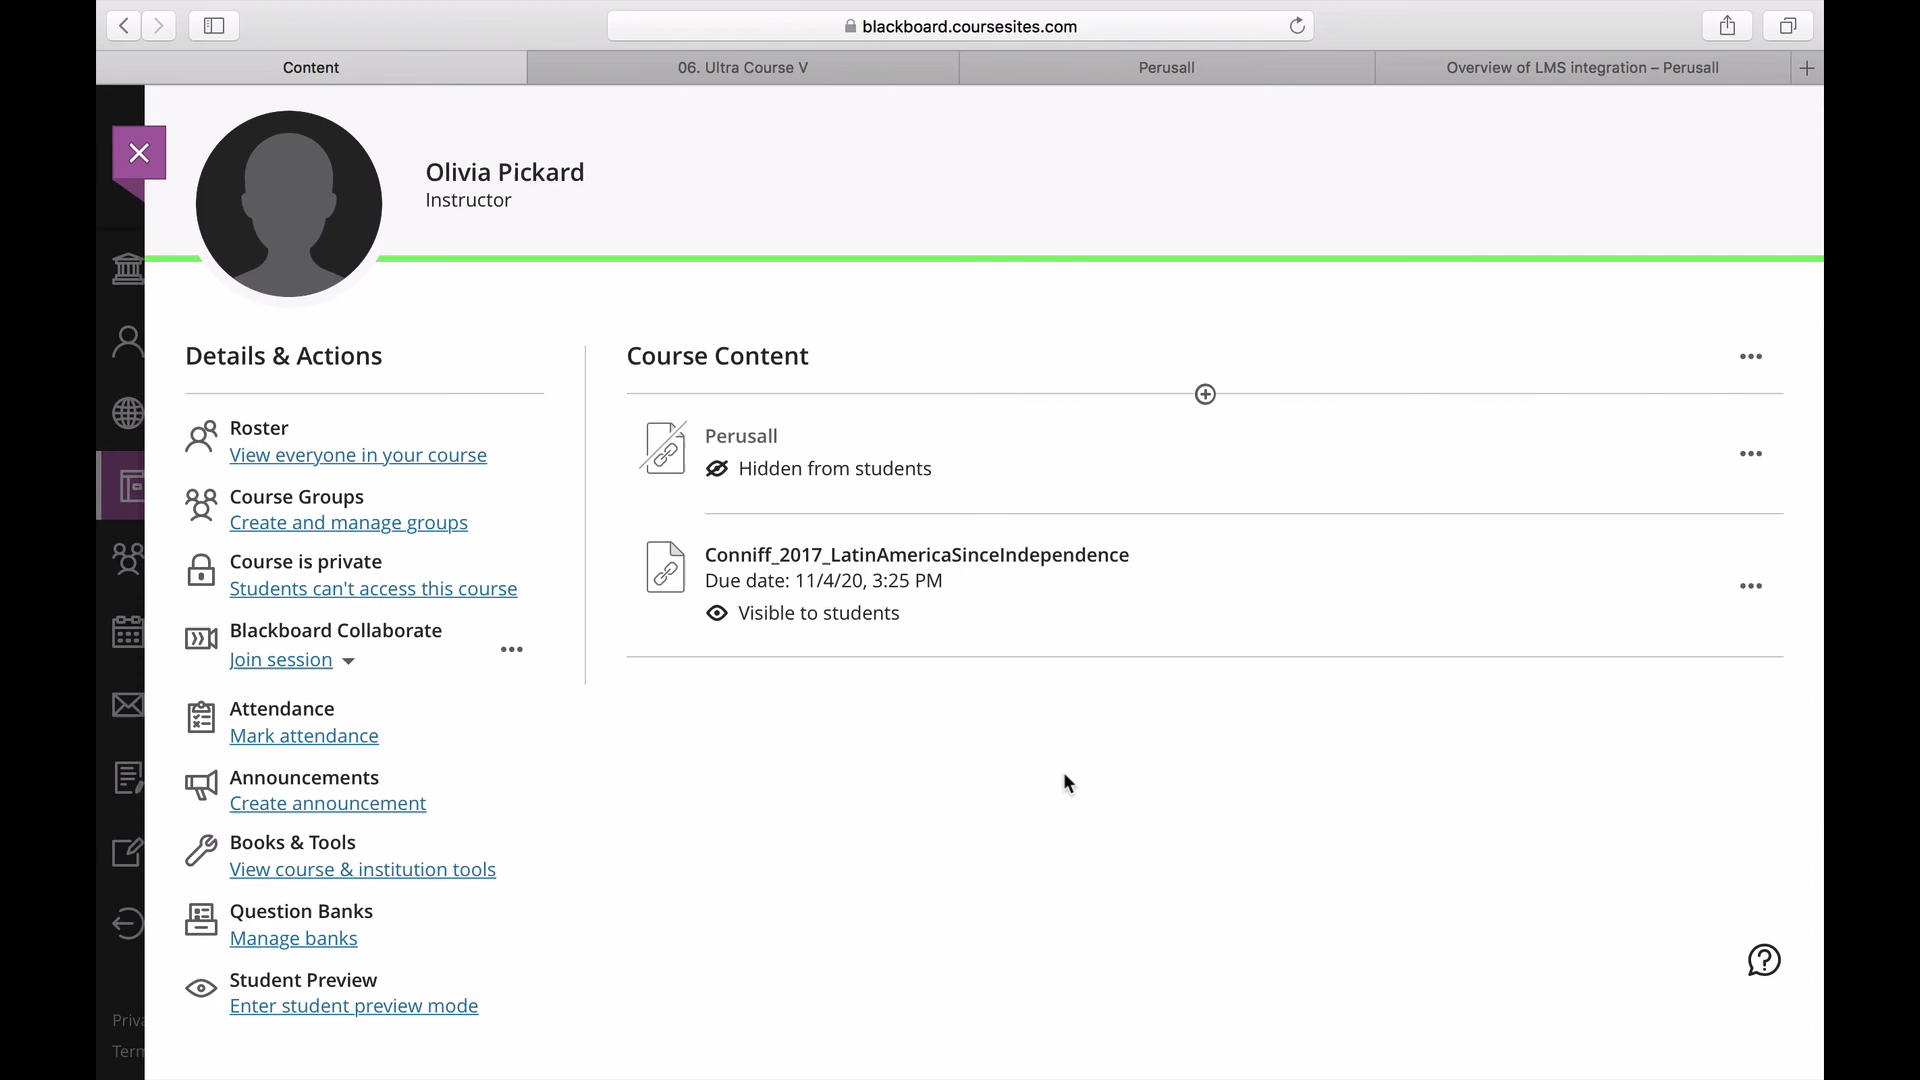 blackboard.coursesites.com
Content
06. Ultra Course V
Perusall
Overview of LMS integration – Perusall
Olivia Pickard
Instructor
Details & Actions
Roster
View everyone in your course
Course Groups
Create and manage groups
Course is private
Students can't access this course
Blackboard Collaborate
Join session
Attendance
Mark attendance
Announcements
Create announcement
Books & Tools
View course & institution tools
Question Banks
Manage banks
Student Preview
Enter student preview mode
Course Content
Perusall
Hidden from students
Conniff_2017_LatinAmericaSinceIndependence
Due date: 11/4/20, 3:25 PM
Visible to students
Priva
Term